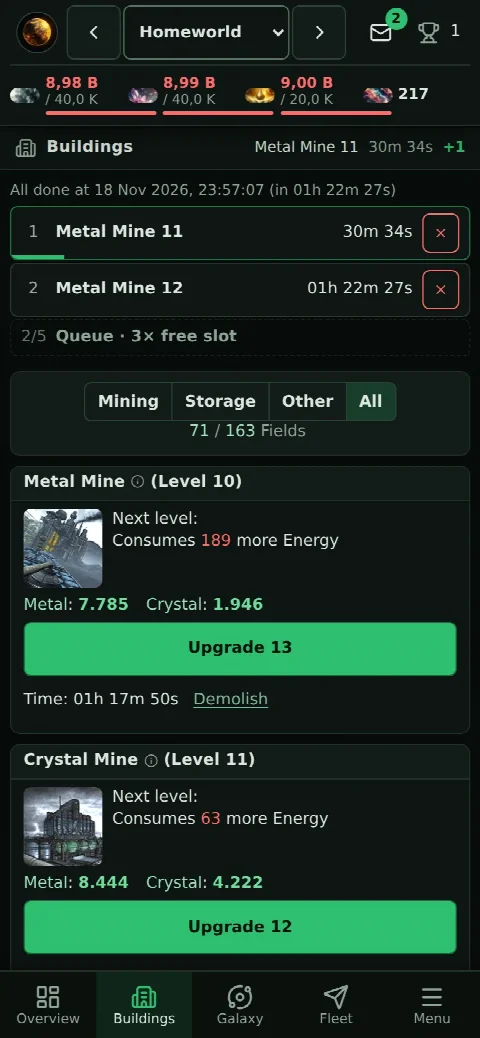 Homeworld
2
1
8,98 B
/ 40,0 K
8,99 B
/ 40,0 K
9,00 B
/ 20,0 K
217
Buildings
Metal Mine 11 30m 34s +1
All done at 18 Nov 2026, 23:57:07 (in 01h 22m 27s)
1 Metal Mine 11 30m 34s ×
2 Metal Mine 12 01h 22m 27s ×
2/5 Queue · 3× free slot
Mining Storage Other All
71 / 163 Fields
Metal Mine (Level 10)
Next level:
Consumes 189 more Energy
Metal: 7.785 Crystal: 1.946
Upgrade 13
Time: 01h 17m 50s Demolish
Crystal Mine (Level 11)
Next level:
Consumes 63 more Energy
Metal: 8.444 Crystal: 4.222
Upgrade 12
Overview Buildings Galaxy Fleet Menu